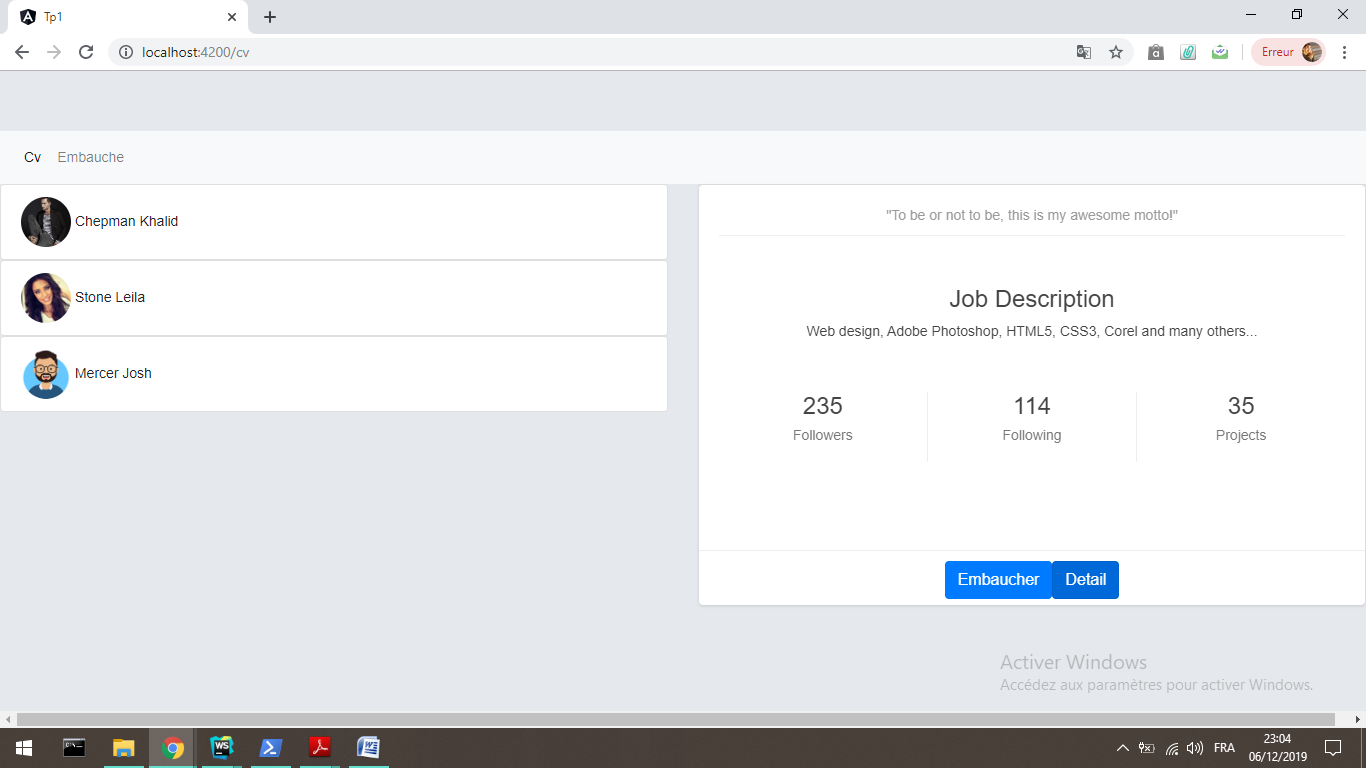 Tp1
localhost:4200/cv
Erreur
Cv Embauche
Chepman Khalid
Stone Leila
Mercer Josh
"To be or not to be, this is my awesome motto!"
Job Description
Web design, Adobe Photoshop, HTML5, CSS3, Corel and many others...
235 114 35
Followers Following Projects
Embaucher Detail
Activer Windows
Accédez aux paramètres pour activer Windows.
WS
FRA
23:04
06/12/2019